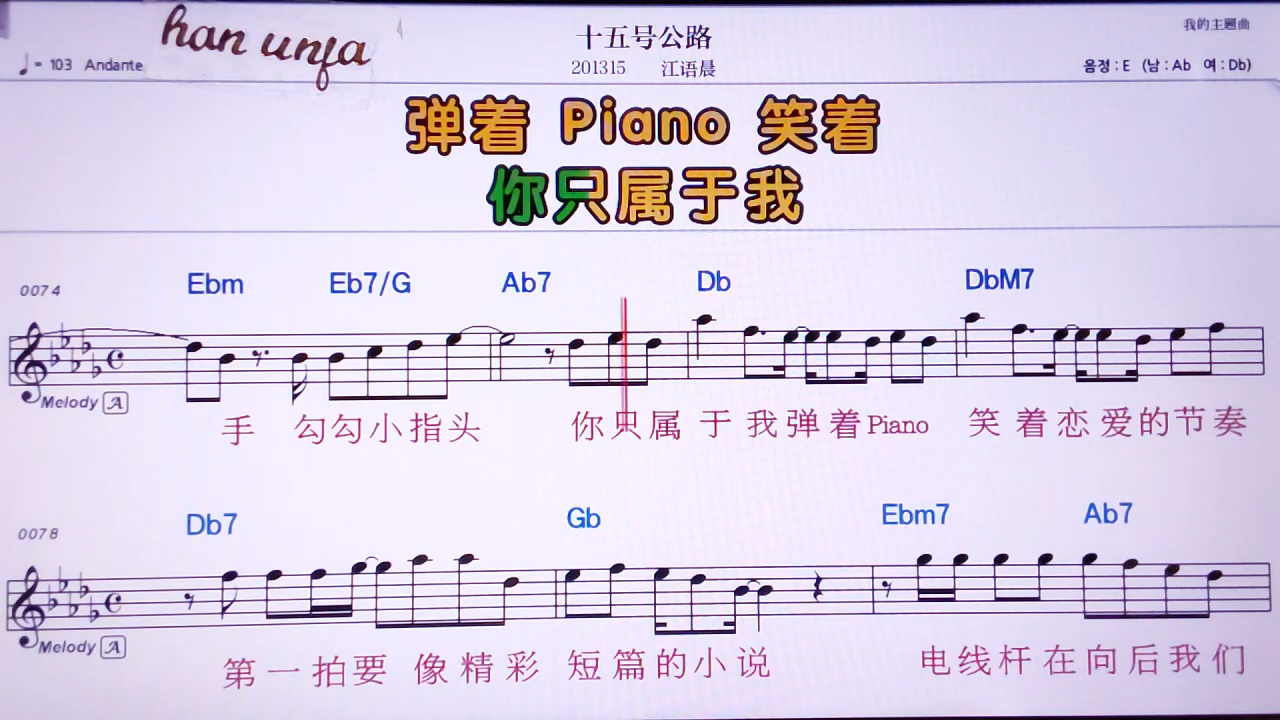 han unfa
十五号公路
我的主题曲
♩= 103 Andante
201315 江语晨
음정 : E (남 : Ab 여 : Db)
弹着 Piano 笑着
你只属于我
0074
Ebm Eb7/G Ab7 Db DbM7
Melody A
手 勾勾小指头 你只属于我弹着Piano 笑着恋爱的节奏
0078
Db7 Gb Ebm7 Ab7
Melody A
第一拍要像精彩短篇的小说 电线杆在向后我们